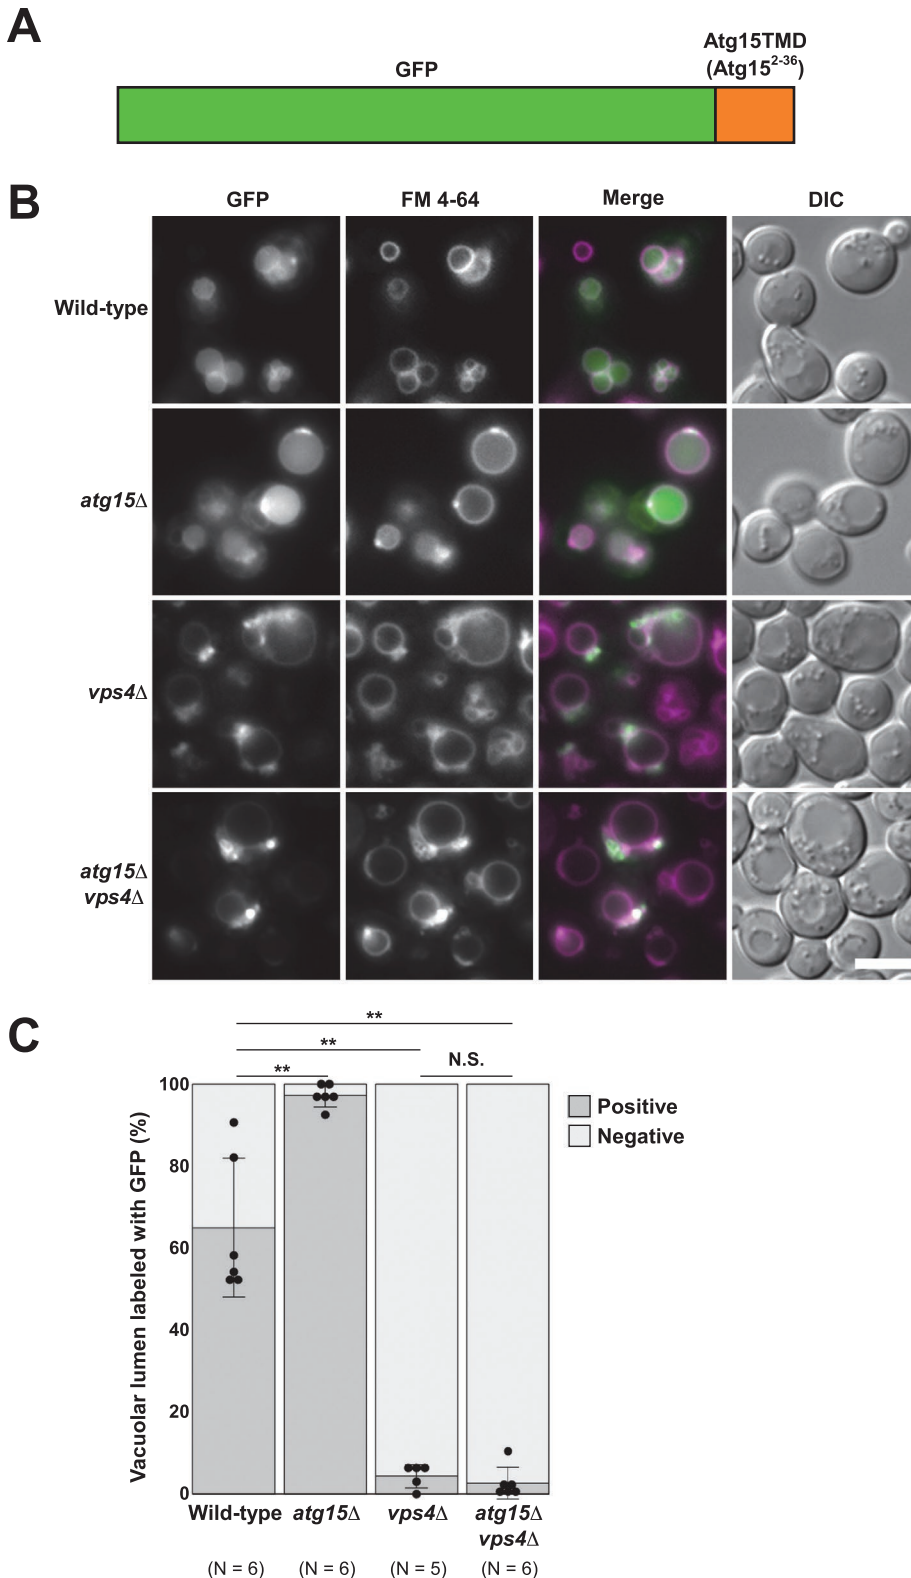 A
GFP
Atg15TMD
(Atg15²⁻³⁶)
B
GFP FM 4-64 Merge DIC
Wild-type
atg15Δ
vps4Δ
atg15Δ
vps4Δ
C
**
**
N.S.
**
Vacuolar lumen labeled with GFP (%)
100
80
60
40
20
0
Positive
Negative
Wild-type atg15Δ vps4Δ atg15Δ
vps4Δ
(N = 6) (N = 6) (N = 5) (N = 6)